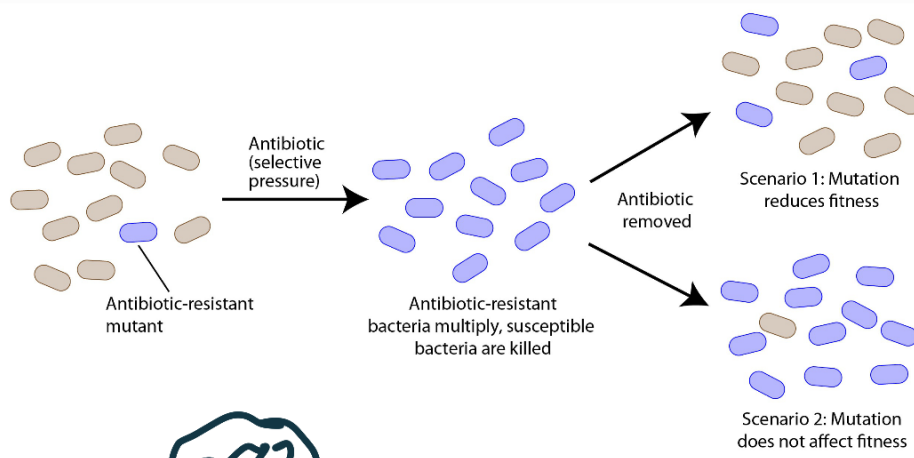 Antibiotic
(selective
pressure)
Antibiotic-resistant
mutant
Antibiotic-resistant
bacteria multiply, susceptible
bacteria are killed
Antibiotic
removed
Scenario 1: Mutation
reduces fitness
Scenario 2: Mutation
does not affect fitness